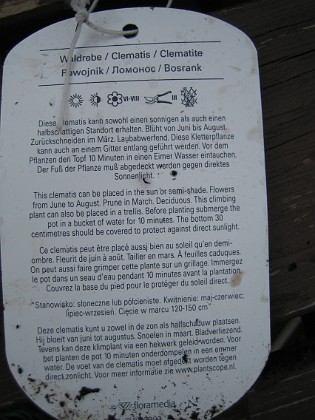 Waldrebe / Clematis / Clematite
Powojnik / Ломонос / Bosrank
VI-VIII III
Diese Clematis kann sowohl einen sonnigen als auch einen
halbschattigen Standort erhalten. Blüht von Juni bis August.
Zurückschneiden im März. Laubabwerfend. Diese Kletterpflanze
kann auch an einem Gitter entlang geführt werden. Vor dem
Pflanzen den Topf 10 Minuten in einen Eimer Wasser eintauchen.
Der Fuß der Pflanze muß abgedeckt werden gegen direktes
Sonnenlicht.
This clematis can be placed in the sun or semi-shade. Flowers
from June to August. Prune in March. Deciduous. This climbing
plant can also be placed in a trellis. Before planting submerge the
pot in a bucket of water for 10 minutes. The bottom 30
centimetres should be covered to protect against direct sunlight.
Ce clematis peut être placé aussi bien au soleil qu'en demi-
ombre. Fleurit de juin à août. Tailler en mars. À feuilles caduques.
On peut aussi faire grimper cette plante sur un grillage. Immergez
le pot dans un seau d'eau pendant 10 minutes avant la plantation.
Couvrez la base du pied pour le protéger du soleil direct.
Stanowisko: słoneczne lub półcieniste. Kwitnienie: maj-czerwiec;
lipiec-wrzesień. Cięcie w marcu 120-150 cm
Deze clematis kunt u zowel in de zon als halfschaduw plaatsen.
Hij bloeit van juni tot augustus. Snoeien in maart. Bladverliezend.
Tevens kan deze klimplant via een hekwerk geleid worden. Voor
het planten de pot 10 minuten onderdompelen in een emmer
water. De voet van de clematis moet afgedekt worden tegen
direct zonlicht. Voor meer informatie zie www.plantscope.nl.
floramedia